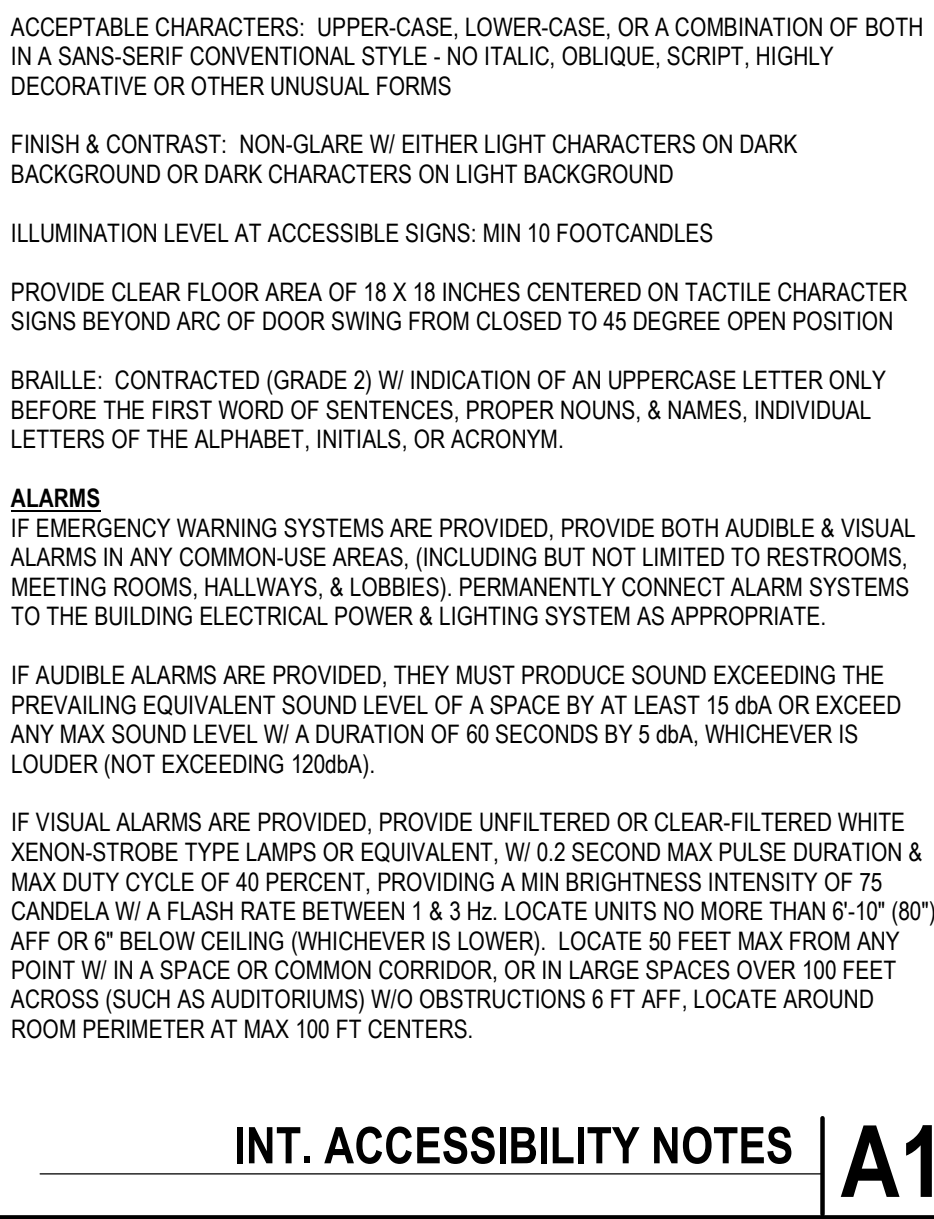 ACCEPTABLE CHARACTERS: UPPER-CASE, LOWER-CASE, OR A COMBINATION OF BOTH
IN A SANS-SERIF CONVENTIONAL STYLE - NO ITALIC, OBLIQUE, SCRIPT, HIGHLY
DECORATIVE OR OTHER UNUSUAL FORMS
FINISH & CONTRAST: NON-GLARE W/ EITHER LIGHT CHARACTERS ON DARK
BACKGROUND OR DARK CHARACTERS ON LIGHT BACKGROUND
ILLUMINATION LEVEL AT ACCESSIBLE SIGNS: MIN 10 FOOTCANDLES
PROVIDE CLEAR FLOOR AREA OF 18 X 18 INCHES CENTERED ON TACTILE CHARACTER
SIGNS BEYOND ARC OF DOOR SWING FROM CLOSED TO 45 DEGREE OPEN POSITION
BRAILLE: CONTRACTED (GRADE 2) W/ INDICATION OF AN UPPERCASE LETTER ONLY
BEFORE THE FIRST WORD OF SENTENCES, PROPER NOUNS, & NAMES, INDIVIDUAL
LETTERS OF THE ALPHABET, INITIALS, OR ACRONYM.
ALARMS
IF EMERGENCY WARNING SYSTEMS ARE PROVIDED, PROVIDE BOTH AUDIBLE & VISUAL
ALARMS IN ANY COMMON-USE AREAS, (INCLUDING BUT NOT LIMITED TO RESTROOMS,
MEETING ROOMS, HALLWAYS, & LOBBIES). PERMANENTLY CONNECT ALARM SYSTEMS
TO THE BUILDING ELECTRICAL POWER & LIGHTING SYSTEM AS APPROPRIATE.
IF AUDIBLE ALARMS ARE PROVIDED, THEY MUST PRODUCE SOUND EXCEEDING THE
PREVAILING EQUIVALENT SOUND LEVEL OF A SPACE BY AT LEAST 15 dbA OR EXCEED
ANY MAX SOUND LEVEL W/ A DURATION OF 60 SECONDS BY 5 dbA, WHICHEVER IS
LOUDER (NOT EXCEEDING 120dbA).
IF VISUAL ALARMS ARE PROVIDED, PROVIDE UNFILTERED OR CLEAR-FILTERED WHITE
XENON-STROBE TYPE LAMPS OR EQUIVALENT, W/ 0.2 SECOND MAX PULSE DURATION &
MAX DUTY CYCLE OF 40 PERCENT, PROVIDING A MIN BRIGHTNESS INTENSITY OF 75
CANDELA W/ A FLASH RATE BETWEEN 1 & 3 Hz. LOCATE UNITS NO MORE THAN 6'-10" (80")
AFF OR 6" BELOW CEILING (WHICHEVER IS LOWER). LOCATE 50 FEET MAX FROM ANY
POINT W/ IN A SPACE OR COMMON CORRIDOR, OR IN LARGE SPACES OVER 100 FEET
ACROSS (SUCH AS AUDITORIUMS) W/O OBSTRUCTIONS 6 FT AFF, LOCATE AROUND
ROOM PERIMETER AT MAX 100 FT CENTERS.
INT. ACCESSIBILITY NOTES A1